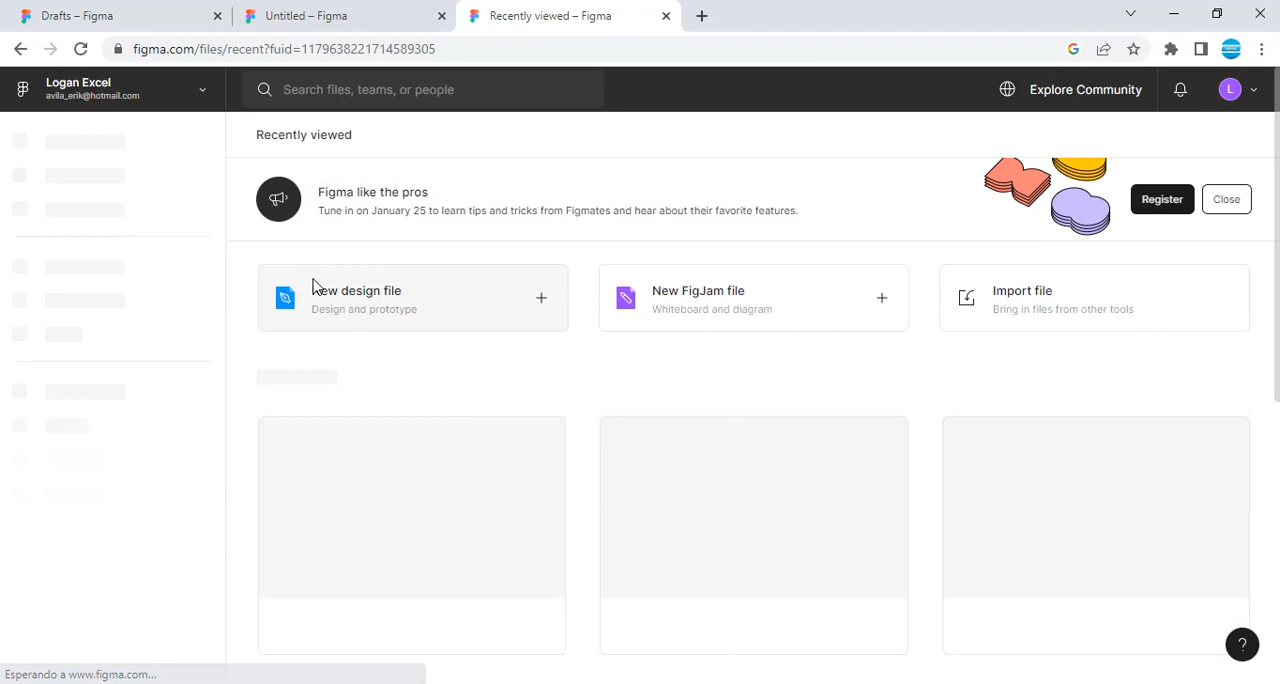 Drafts – Figma
Untitled – Figma
Recently viewed – Figma
figma.com/files/recent?fuid=1179638221714589305
Logan Excel
avila_erik@hotmail.com
Search files, teams, or people
Explore Community
L
Recently viewed
Figma like the pros
Tune in on January 25 to learn tips and tricks from Figmates and hear about their favorite features.
Register
Close
New design file
Design and prototype
New FigJam file
Whiteboard and diagram
Import file
Bring in files from other tools
?
Esperando a www.figma.com...